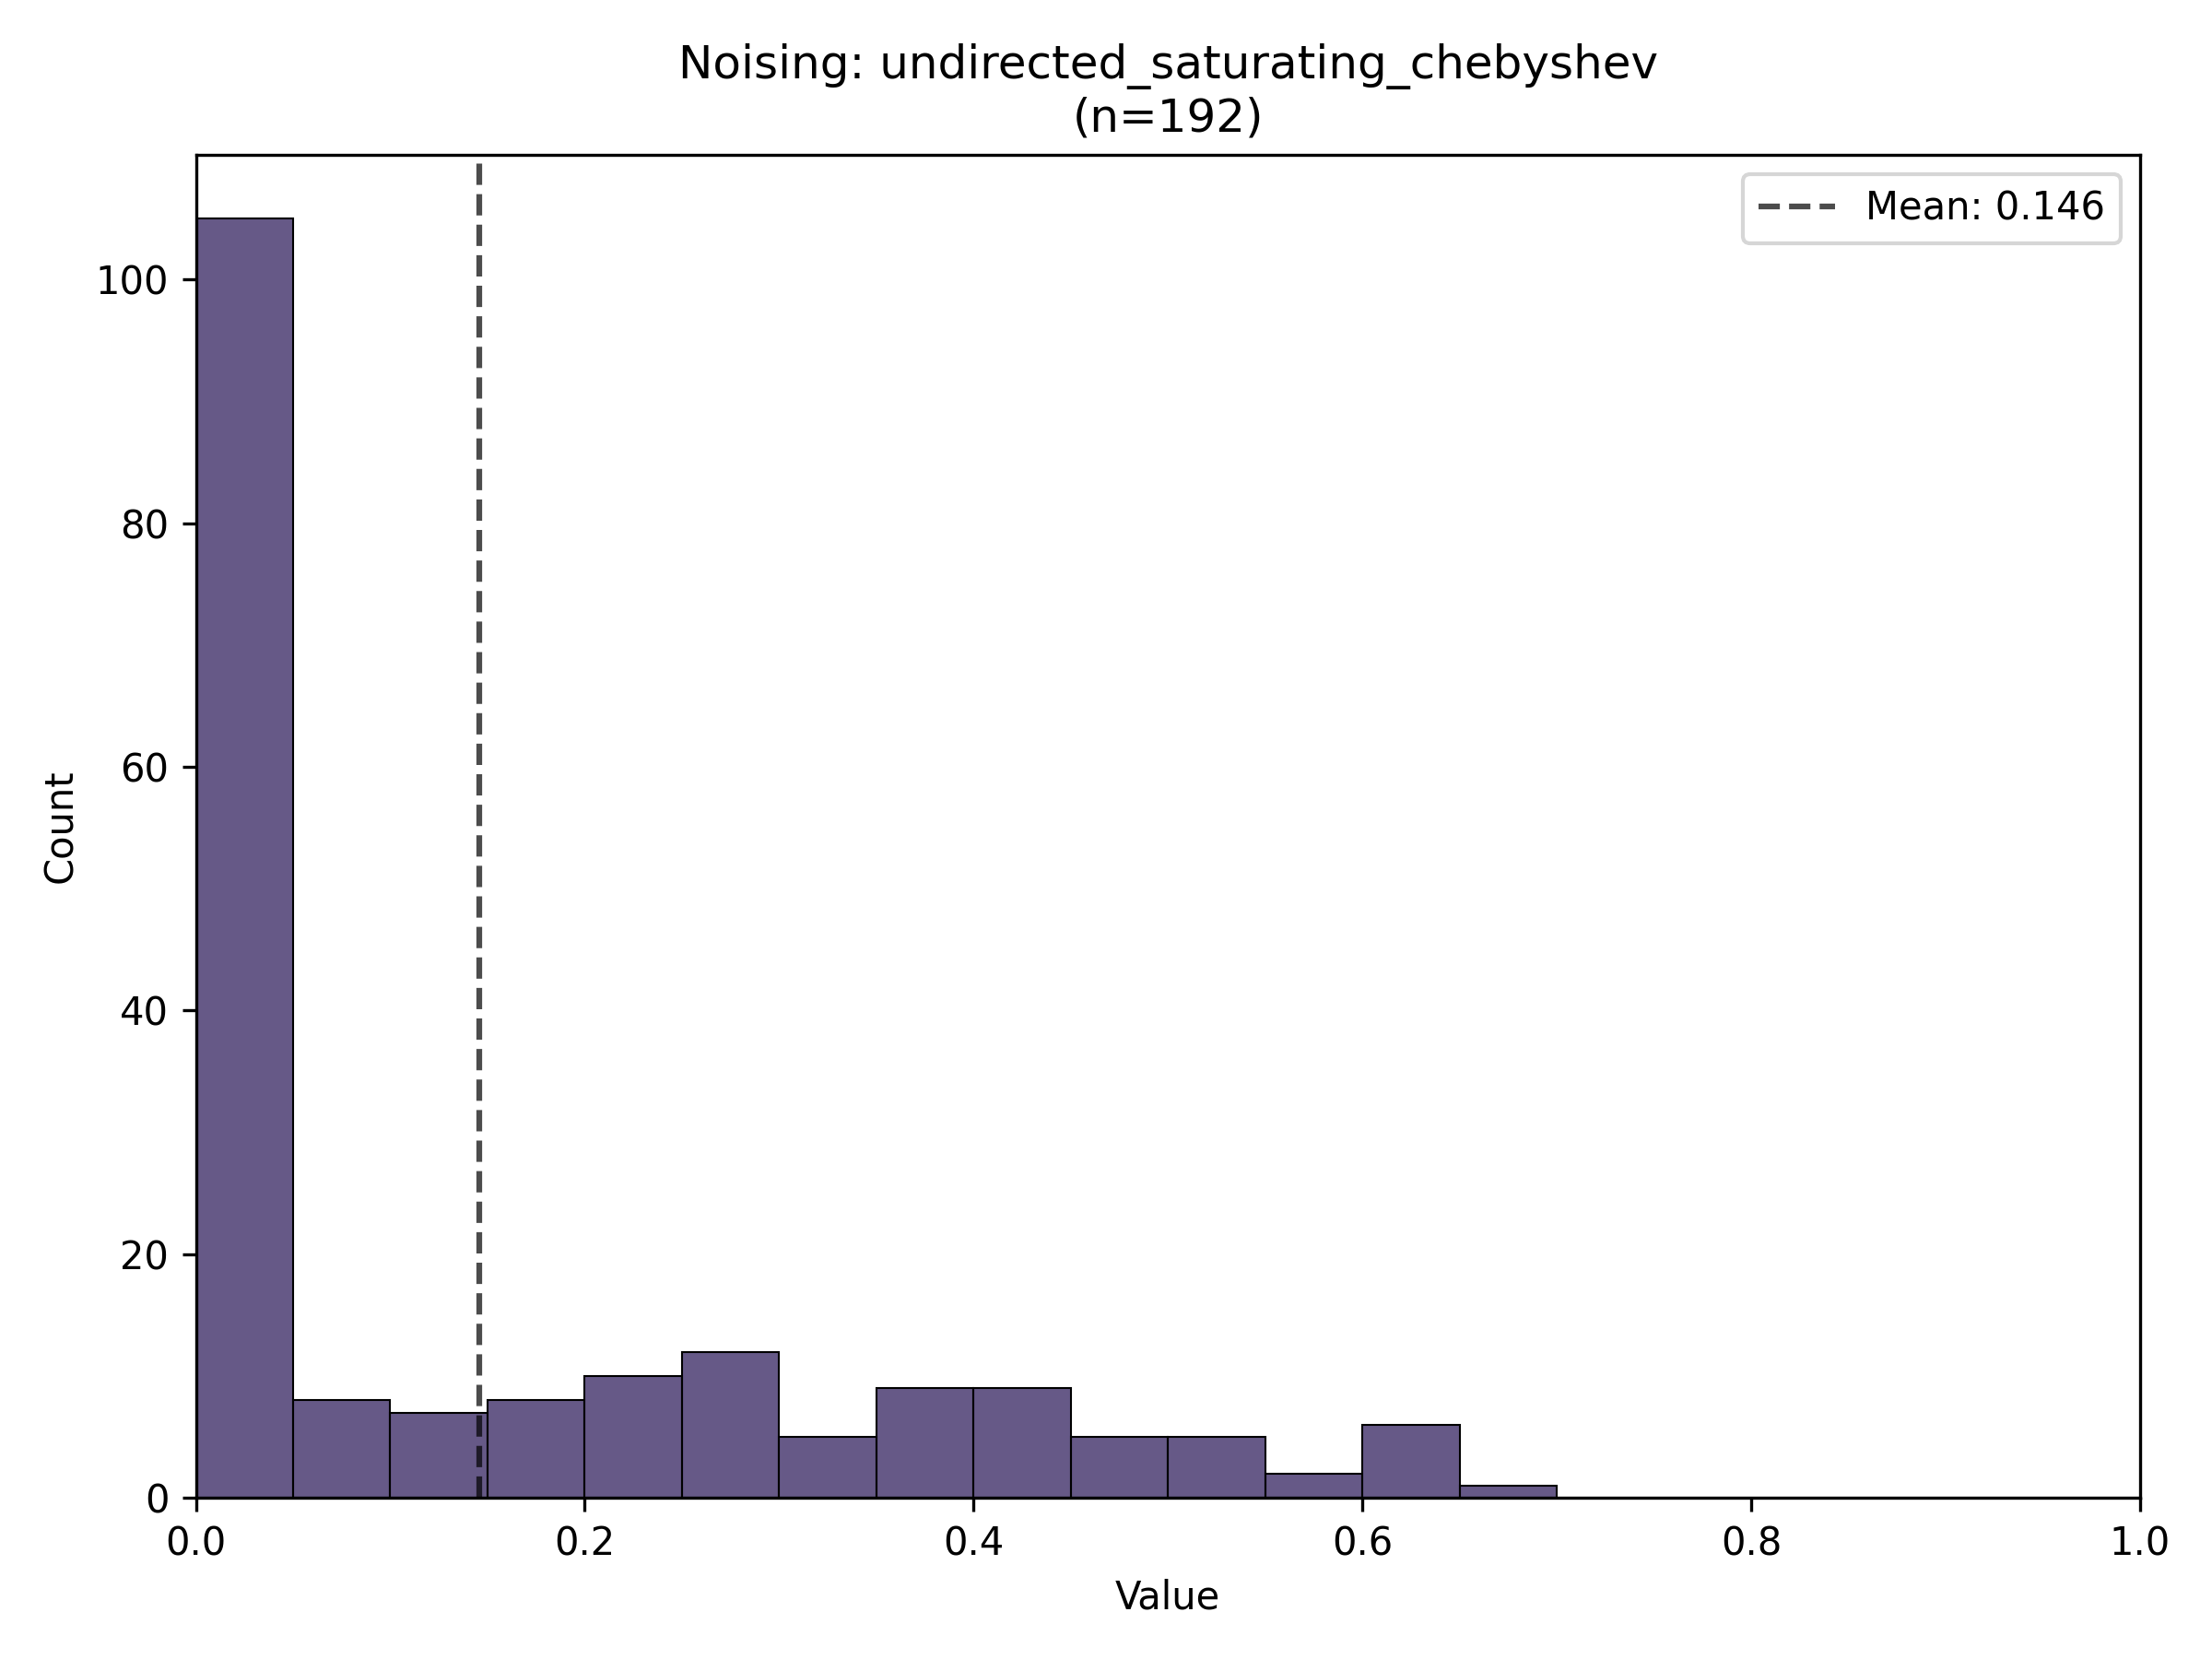 Noising: undirected_saturating_chebyshev
(n=192)
Mean: 0.146
100
80
60
40
20
0
Count
0.0 0.2 0.4 0.6 0.8 1.0
Value